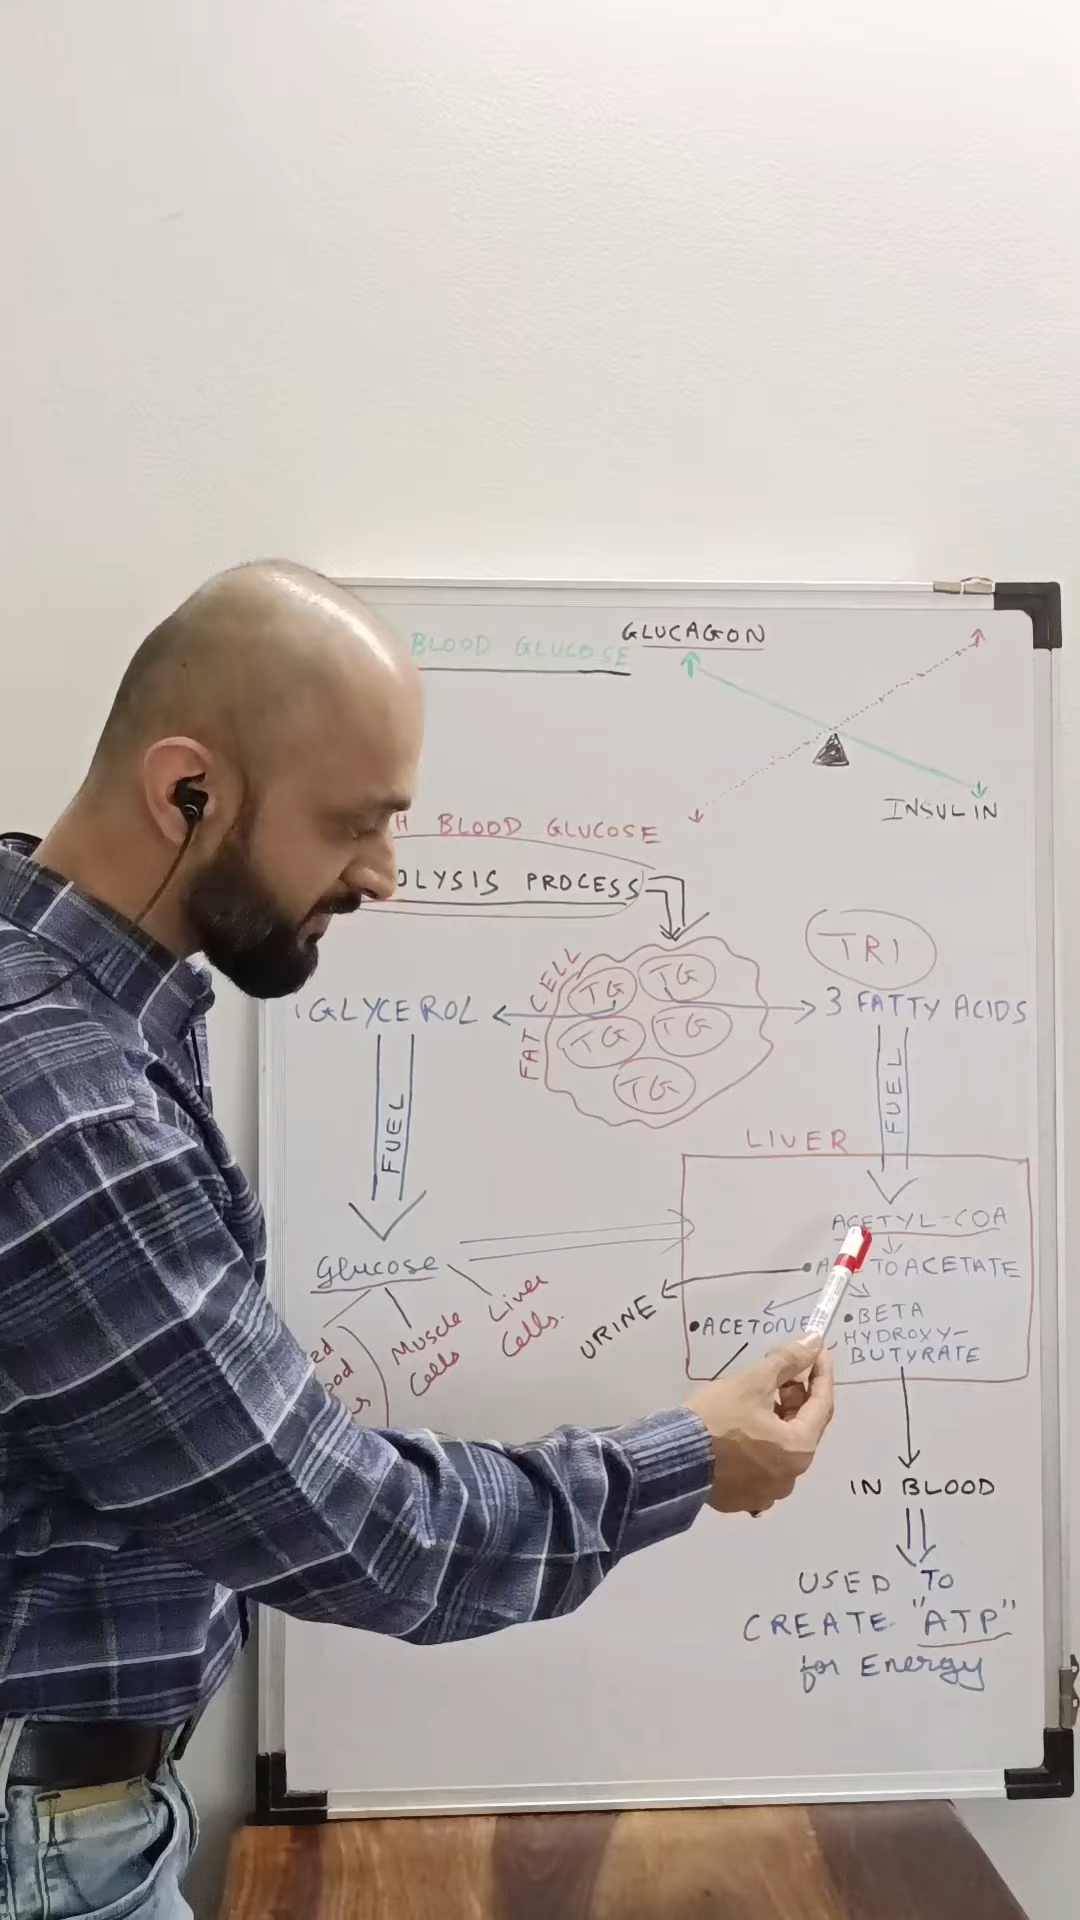 BLOOD GLUCOSE
GLUCAGON
INSULIN
H BLOOD GLUCOSE
OLYSIS PROCESS
FAT CELL
TG
TG
TG
TG
TG
TRI
1 GLYCEROL
3 FATTY ACIDS
FUEL
FUEL
LIVER
ACETYL-COA
TOACETATE
Glucose
Liver
Cells.
Muscle
Cells
URINE
•ACETONE
•BETA
HYDROXY-
BUTYRATE
IN BLOOD
USED TO
CREATE "ATP"
for Energy